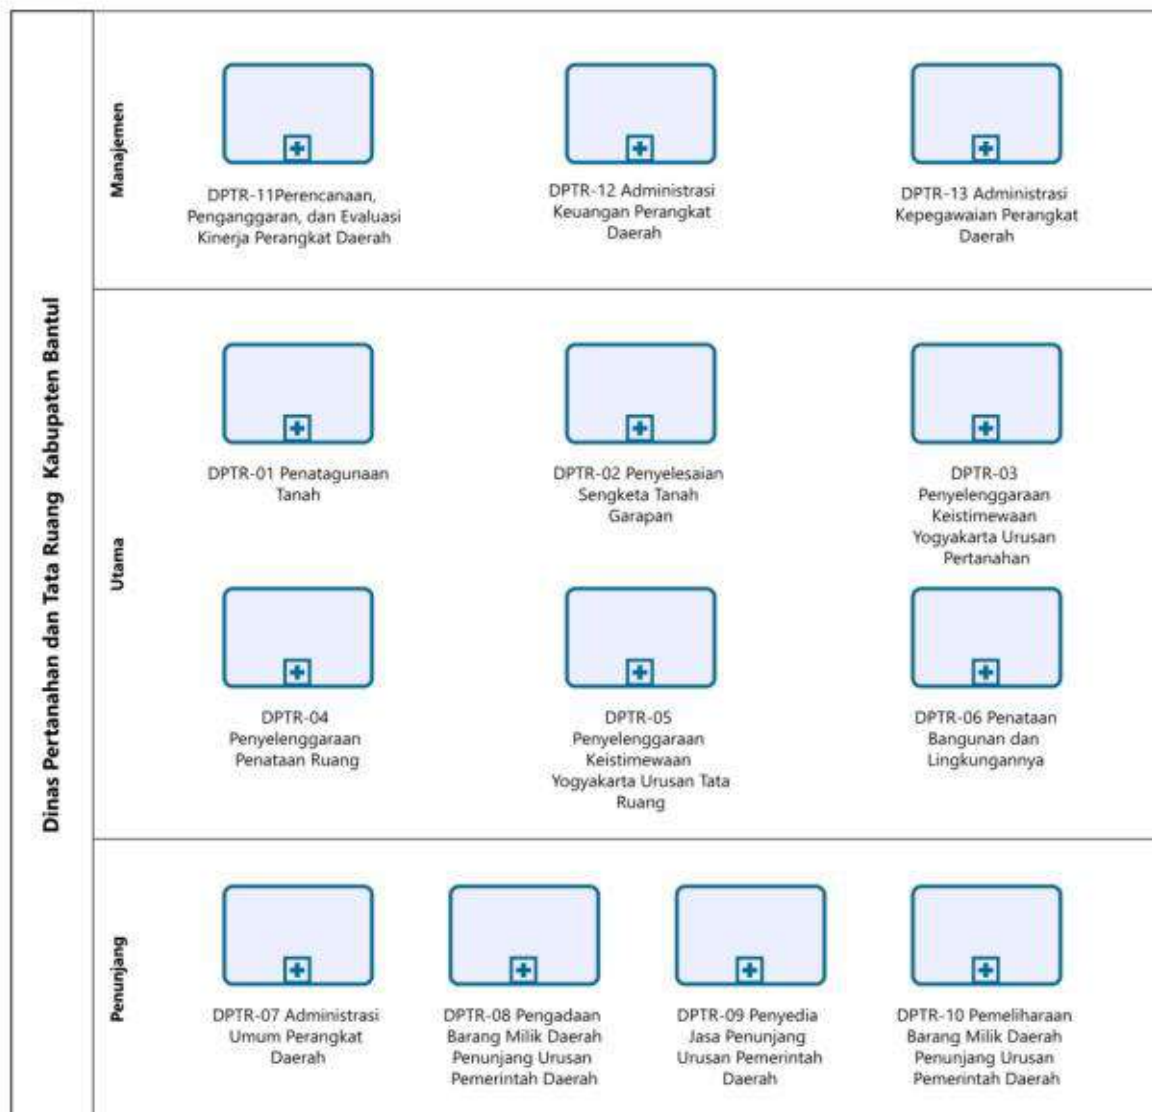 Dinas Pertanahan dan Tata Ruang Kabupaten Bantul
Manajemen
DPTR-11Perencanaan,
Penganggaran, dan Evaluasi
Kinerja Perangkat Daerah
DPTR-12 Administrasi
Keuangan Perangkat
Daerah
DPTR-13 Administrasi
Kepegawaian Perangkat
Daerah
Utama
DPTR-01 Penatagunaan
Tanah
DPTR-02 Penyelesaian
Sengketa Tanah
Garapan
DPTR-03
Penyelenggaraan
Keistimewaan
Yogyakarta Urusan
Pertanahan
DPTR-04
Penyelenggaraan
Penataan Ruang
DPTR-05
Penyelenggaraan
Keistimewaan
Yogyakarta Urusan Tata
Ruang
DPTR-06 Penataan
Bangunan dan
Lingkungannya
Penunjang
DPTR-07 Administrasi
Umum Perangkat
Daerah
DPTR-08 Pengadaan
Barang Milik Daerah
Penunjang Urusan
Pemerintah Daerah
DPTR-09 Penyedia
Jasa Penunjang
Urusan Pemerintah
Daerah
DPTR-10 Pemeliharaan
Barang Milik Daerah
Penunjang Urusan
Pemerintah Daerah